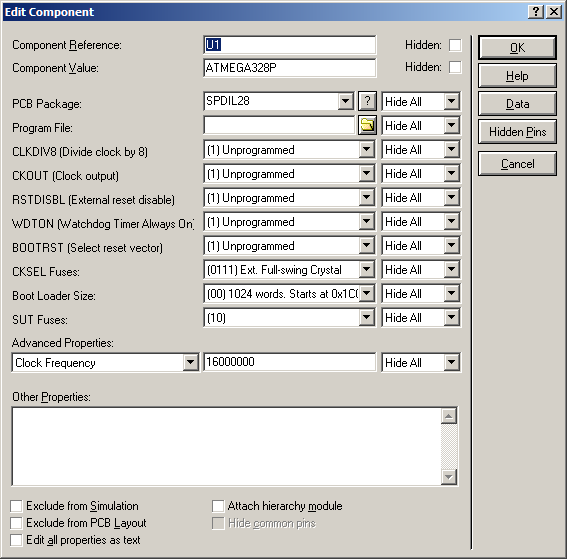 Edit Component
Component Reference: U1 Hidden: OK
Component Value: ATMEGA328P Hidden: Help
PCB Package: SPDIL28 ? Hide All Data
Program File: Hide All Hidden Pins
CLKDIV8 (Divide clock by 8) (1) Unprogrammed Hide All Cancel
CKOUT (Clock output) (1) Unprogrammed Hide All
RSTDISBL (External reset disable) (1) Unprogrammed Hide All
WDTON (Watchdog Timer Always On) (1) Unprogrammed Hide All
BOOTRST (Select reset vector) (1) Unprogrammed Hide All
CKSEL Fuses: (0111) Ext. Full-swing Crystal Hide All
Boot Loader Size: (00) 1024 words. Starts at 0x1C0 Hide All
SUT Fuses: (10) Hide All
Advanced Properties:
Clock Frequency 16000000 Hide All
Other Properties:
Exclude from Simulation Attach hierarchy module
Exclude from PCB Layout Hide common pins
Edit all properties as text